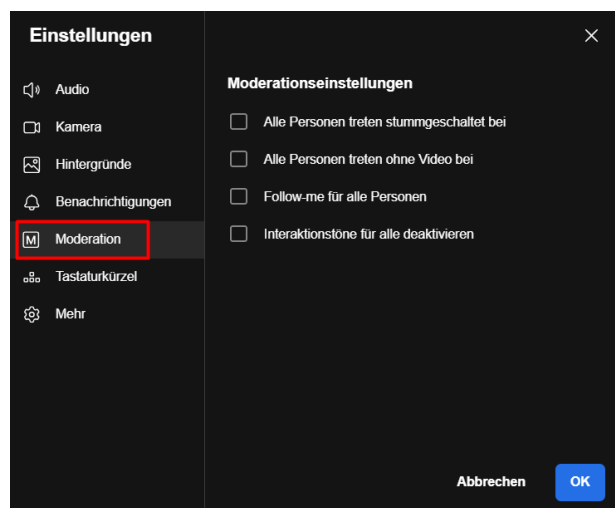 Einstellungen
Audio
Kamera
Hintergründe
Benachrichtigungen
M Moderation
Tastaturkürzel
Mehr
Moderationseinstellungen
Alle Personen treten stummgeschaltet bei
Alle Personen treten ohne Video bei
Follow-me für alle Personen
Interaktionstöne für alle deaktivieren
Abbrechen
OK